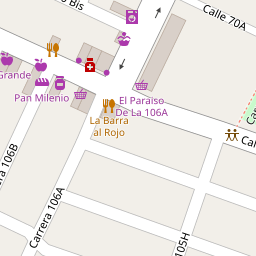 Bis
Calle 70A
Grande
Pan Milenio
El Paraiso
De La 106A
La Barra
al Rojo
Cal
Carrera 106B
Carrera 106A
105H